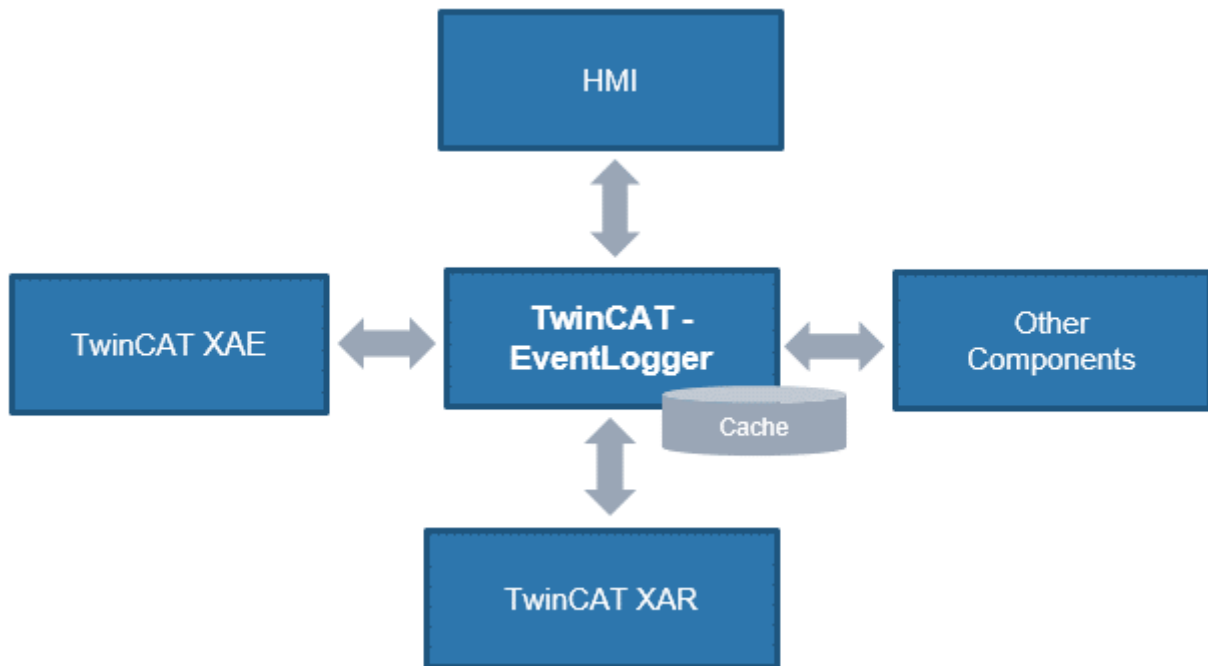 HMI
TwinCAT XAE
TwinCAT -
EventLogger
Other
Components
Cache
TwinCAT XAR